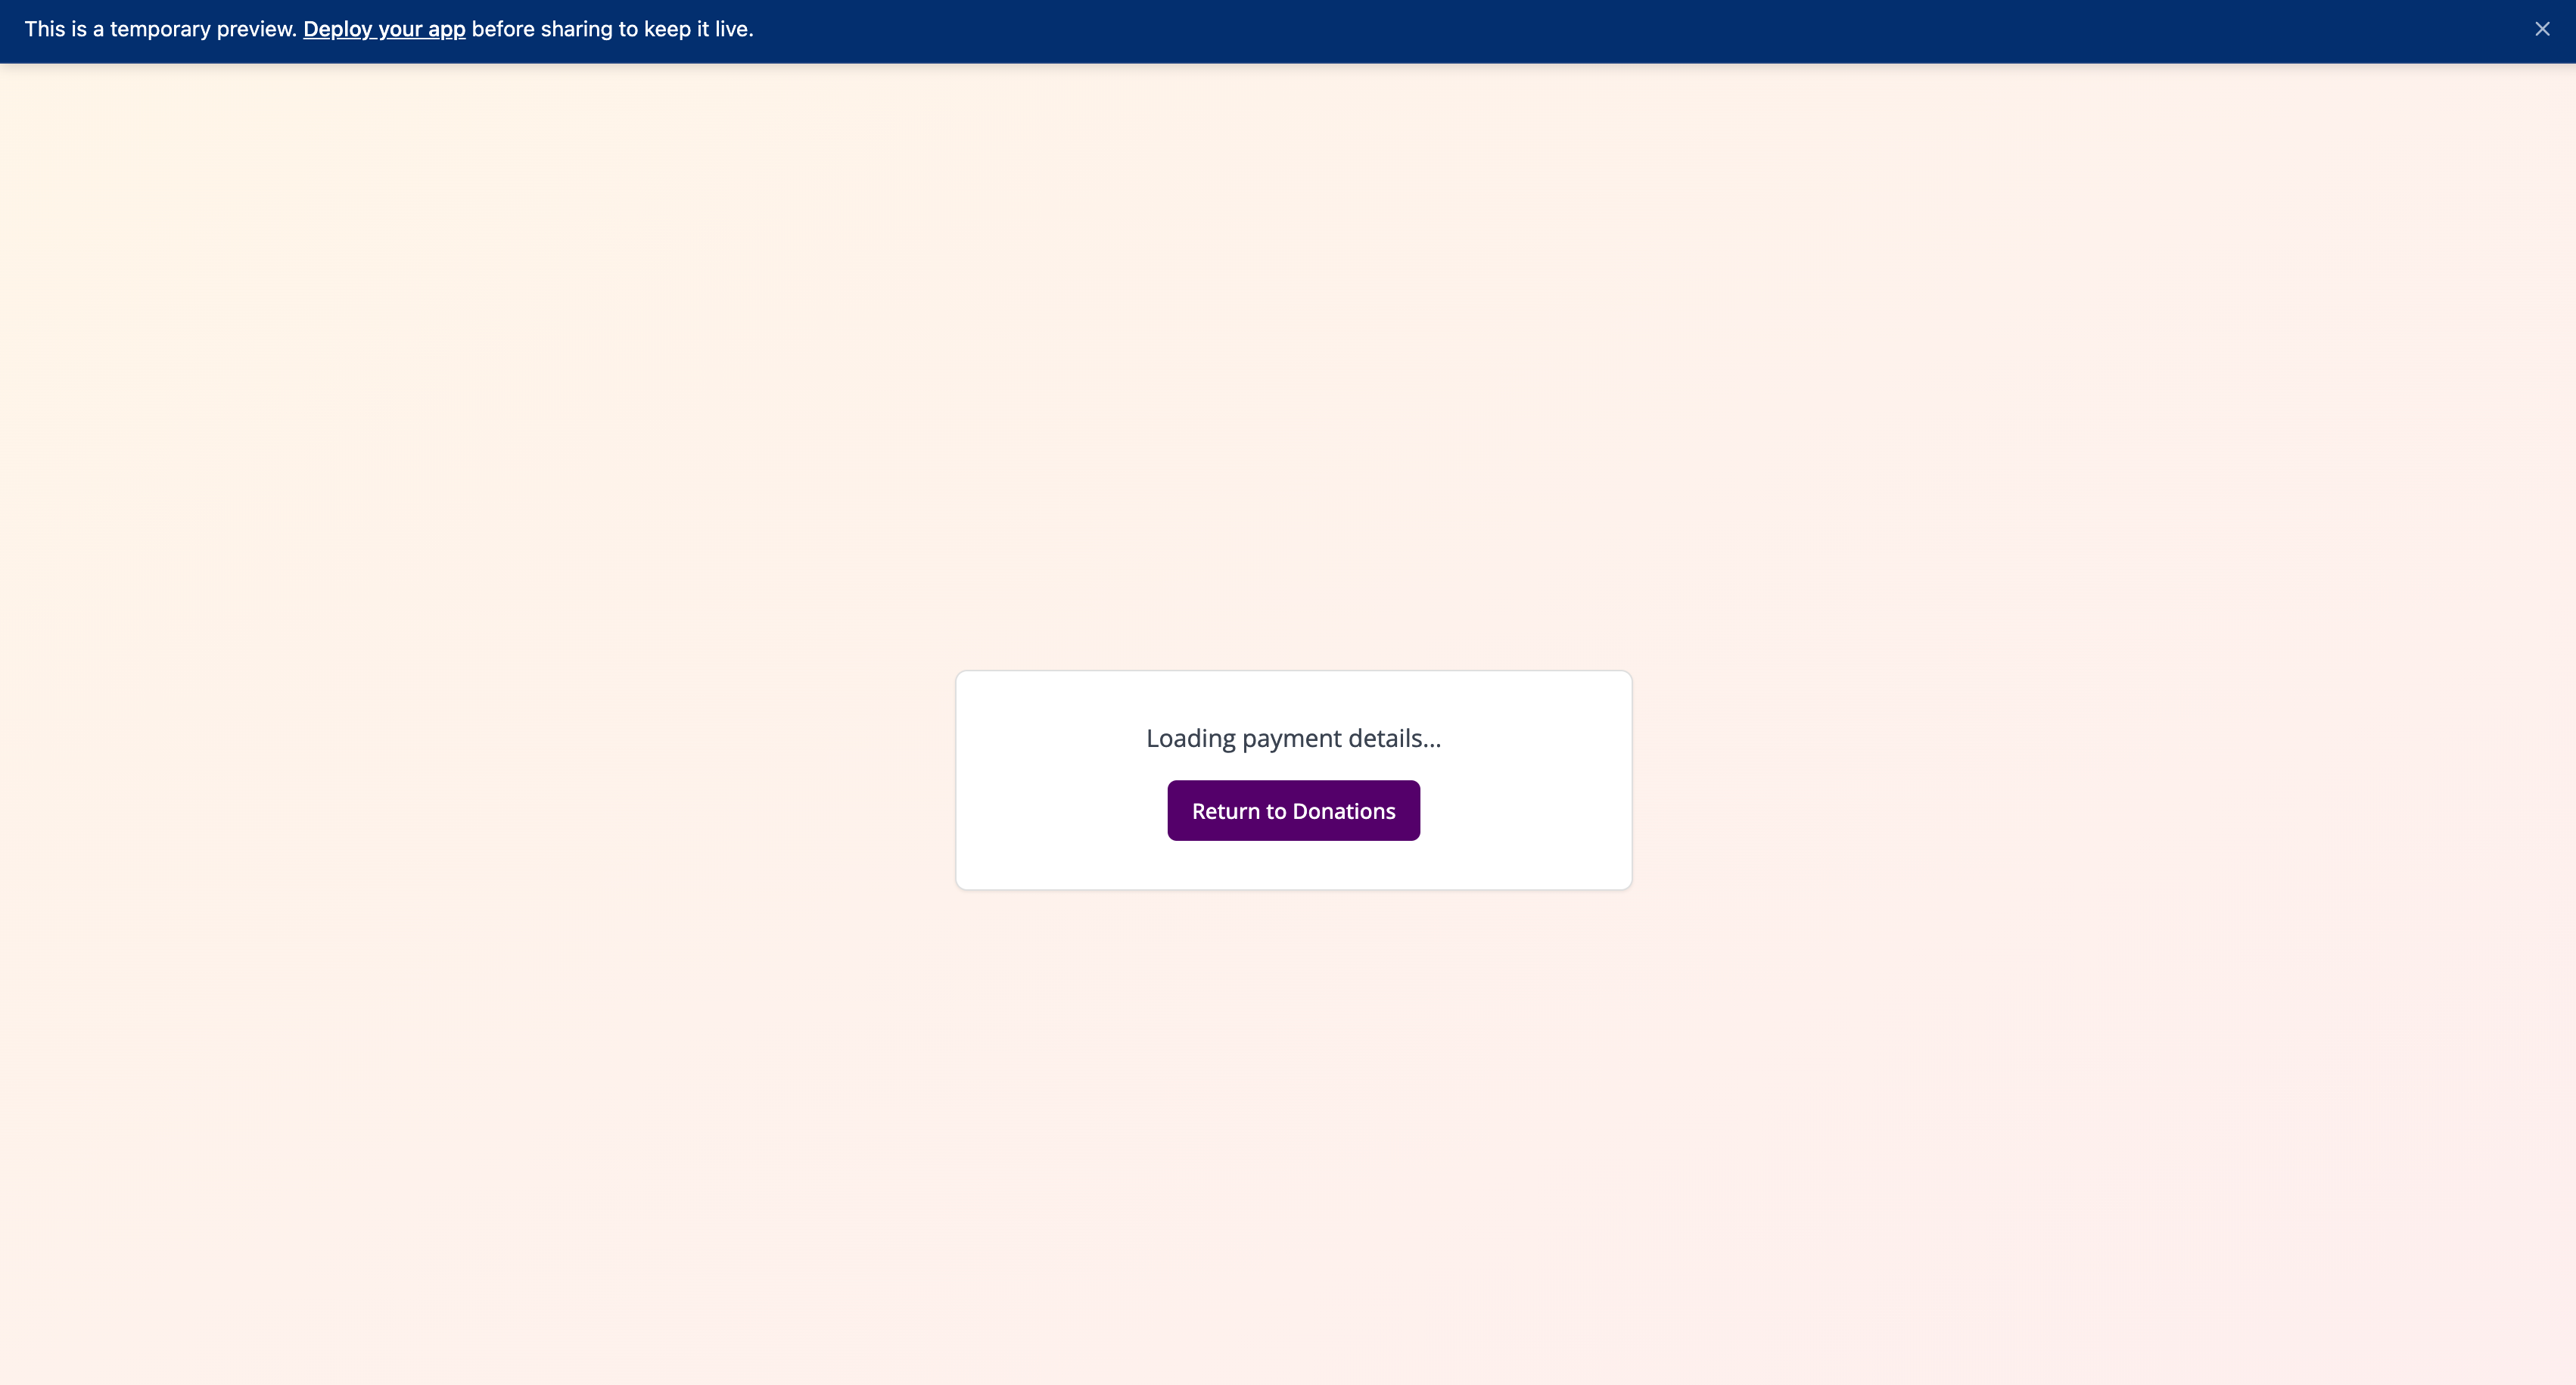 This is a temporary preview. Deploy your app before sharing to keep it live.
Loading payment details...
Return to Donations